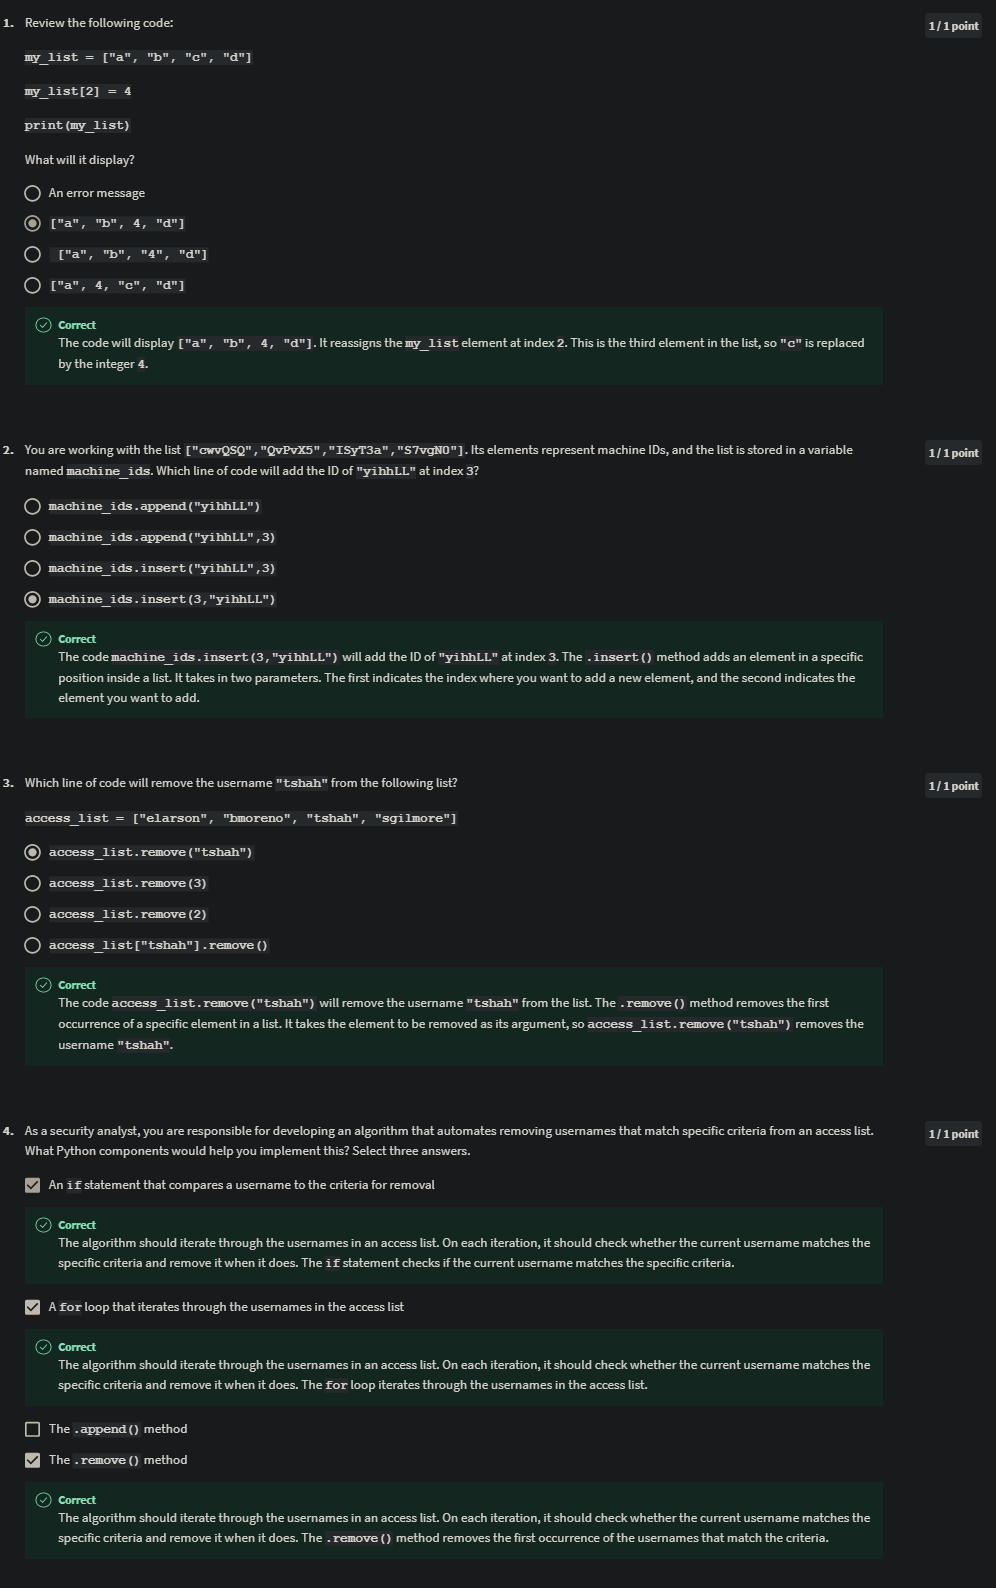 1. Review the following code:
1 / 1 point
my_list = ["a", "b", "c", "d"]
my_list[2] = 4
print(my_list)
What will it display?
An error message
["a", "b", 4, "d"]
["a", "b", "4", "d"]
["a", 4, "c", "d"]
Correct
The code will display ["a", "b", 4, "d"]. It reassigns the my_list element at index 2. This is the third element in the list, so "c" is replaced
by the integer 4.
2. You are working with the list ["cwvQSQ","QvPvX5","ISyT3a","S7vgN0"]. Its elements represent machine IDs, and the list is stored in a variable
1 / 1 point
named machine_ids. Which line of code will add the ID of "yihhLL" at index 3?
machine_ids.append("yihhLL")
machine_ids.append("yihhLL",3)
machine_ids.insert("yihhLL",3)
machine_ids.insert(3,"yihhLL")
Correct
The code machine_ids.insert(3,"yihhLL") will add the ID of "yihhLL" at index 3. The .insert() method adds an element in a specific
position inside a list. It takes in two parameters. The first indicates the index where you want to add a new element, and the second indicates the
element you want to add.
3. Which line of code will remove the username "tshah" from the following list?
1 / 1 point
access_list = ["elarson", "bmoreno", "tshah", "sgilmore"]
access_list.remove("tshah")
access_list.remove(3)
access_list.remove(2)
access_list["tshah"].remove()
Correct
The code access_list.remove("tshah") will remove the username "tshah" from the list. The .remove() method removes the first
occurrence of a specific element in a list. It takes the element to be removed as its argument, so access_list.remove("tshah") removes the
username "tshah".
4. As a security analyst, you are responsible for developing an algorithm that automates removing usernames that match specific criteria from an access list.
1 / 1 point
What Python components would help you implement this? Select three answers.
An if statement that compares a username to the criteria for removal
Correct
The algorithm should iterate through the usernames in an access list. On each iteration, it should check whether the current username matches the
specific criteria and remove it when it does. The if statement checks if the current username matches the specific criteria.
A for loop that iterates through the usernames in the access list
Correct
The algorithm should iterate through the usernames in an access list. On each iteration, it should check whether the current username matches the
specific criteria and remove it when it does. The for loop iterates through the usernames in the access list.
The .append() method
The .remove() method
Correct
The algorithm should iterate through the usernames in an access list. On each iteration, it should check whether the current username matches the
specific criteria and remove it when it does. The .remove() method removes the first occurrence of the usernames that match the criteria.